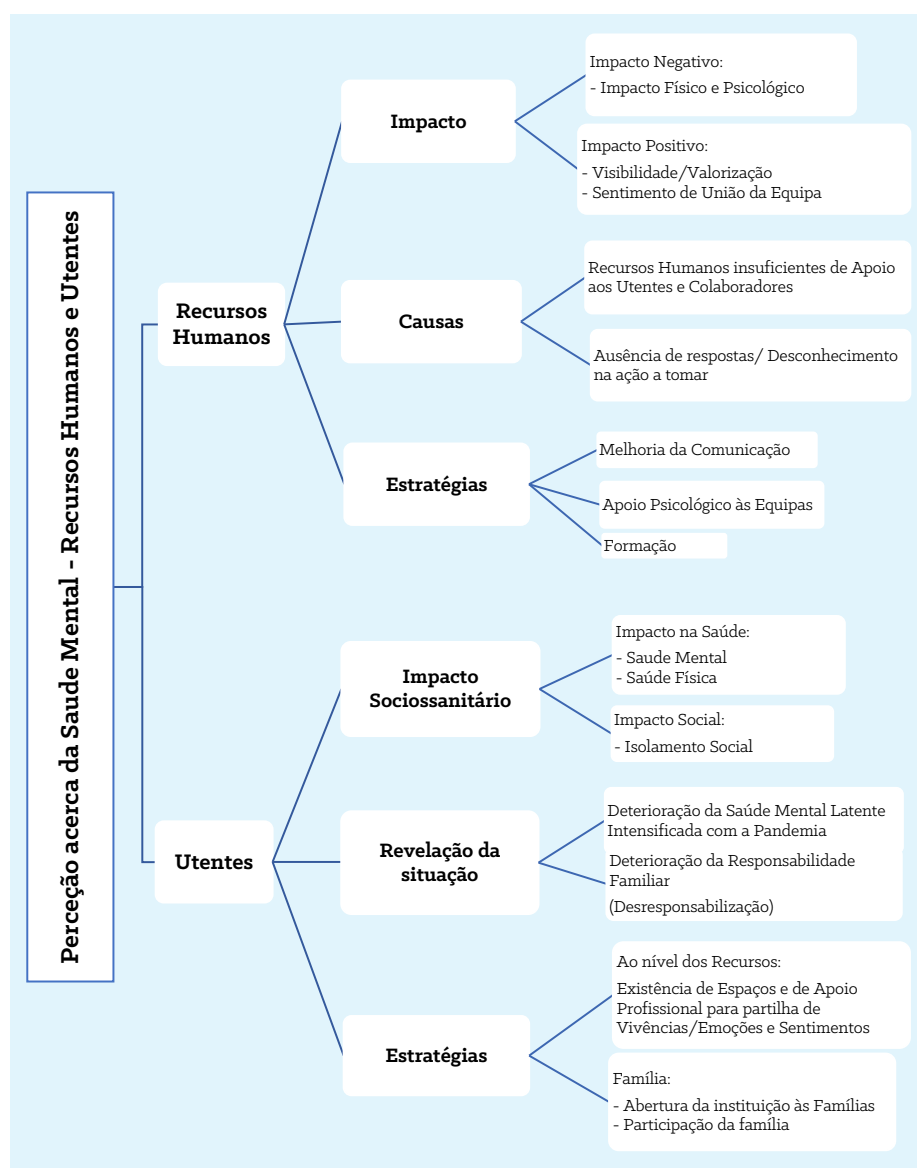 Perceção acerca da Saude Mental - Recursos Humanos e Utentes
Recursos
Humanos
Impacto
Impacto Negativo:
- Impacto Físico e Psicológico
Impacto Positivo:
- Visibilidade/Valorização
- Sentimento de União da Equipa
Causas
Recursos Humanos insuficientes de Apoio
aos Utentes e Colaboradores
Ausência de respostas/ Desconhecimento
na ação a tomar
Estratégias
Melhoria da Comunicação
Apoio Psicológico às Equipas
Formação
Utentes
Impacto
Sociossanitário
Impacto na Saúde:
- Saude Mental
- Saúde Física
Impacto Social:
- Isolamento Social
Revelação da
situação
Deterioração da Saúde Mental Latente
Intensificada com a Pandemia
Deterioração da Responsabilidade
Familiar
(Desresponsabilização)
Estratégias
Ao nível dos Recursos:
Existência de Espaços e de Apoio
Profissional para partilha de
Vivências/Emoções e Sentimentos
Família:
- Abertura da instituição às Famílias
- Participação da família